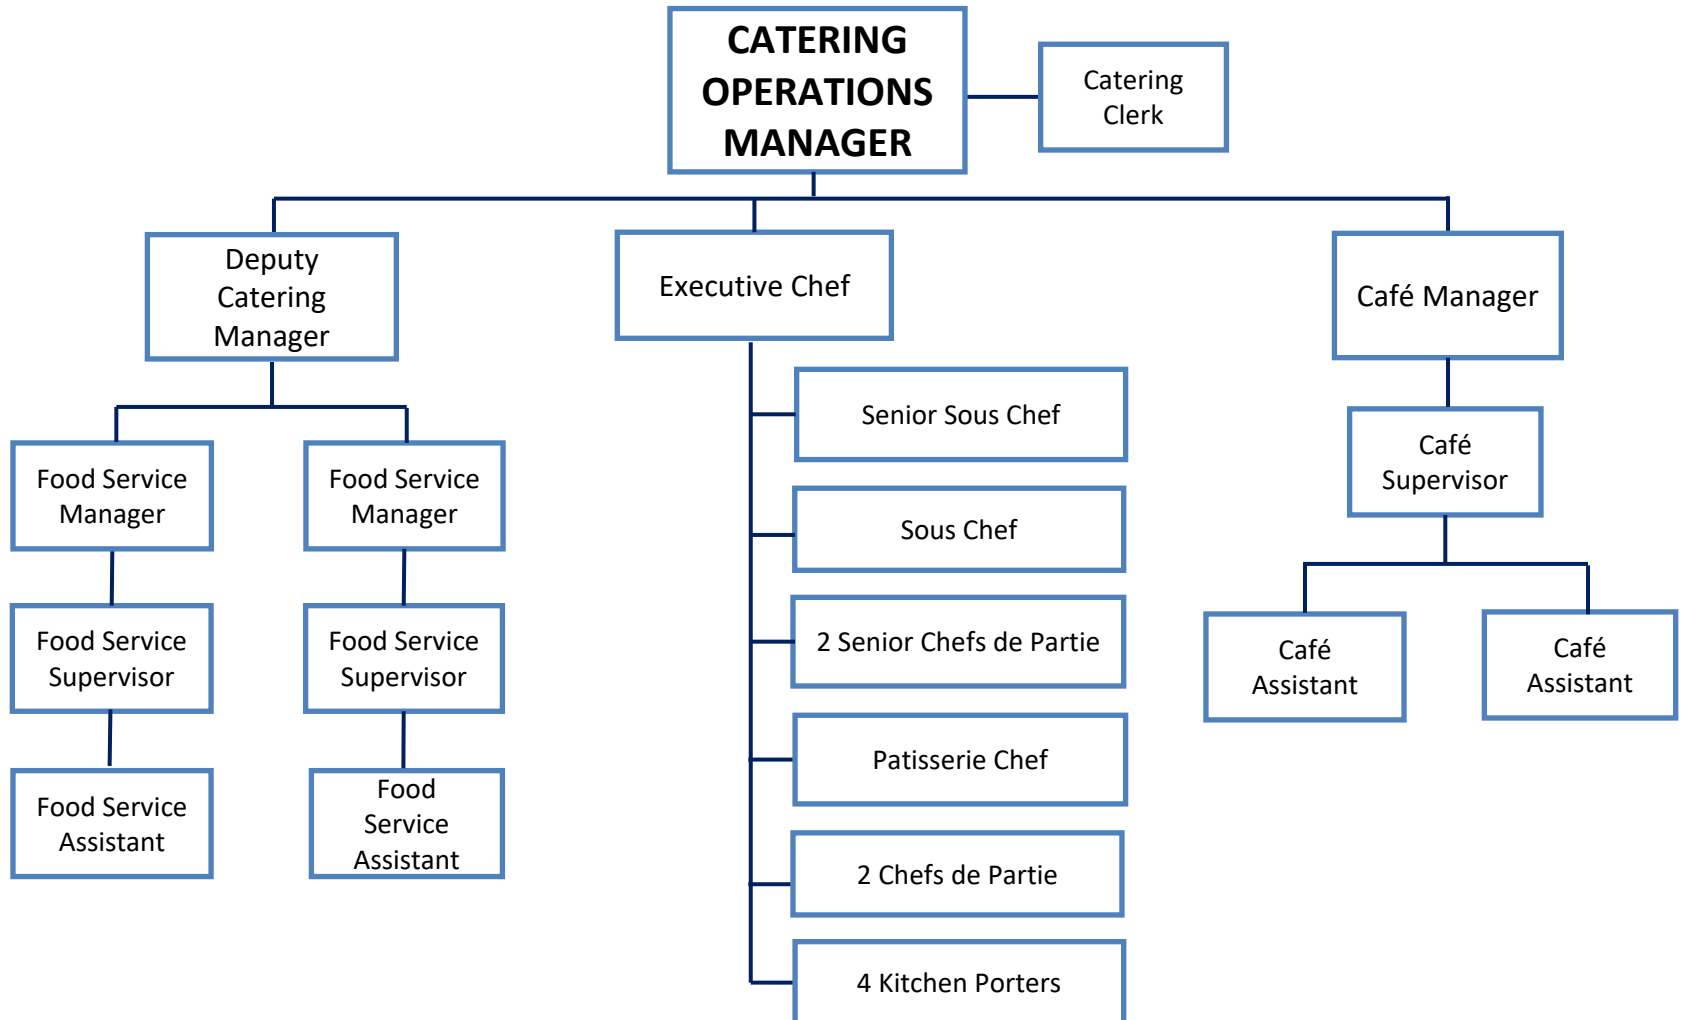 CATERING
OPERATIONS
MANAGER
Catering
Clerk
Deputy
Catering
Manager
Executive Chef
Café Manager
Food Service
Manager
Food Service
Manager
Food Service
Supervisor
Food Service
Supervisor
Food Service
Assistant
Food
Service
Assistant
Senior Sous Chef
Sous Chef
2 Senior Chefs de Partie
Patisserie Chef
2 Chefs de Partie
4 Kitchen Porters
Café
Supervisor
Café
Assistant
Café
Assistant